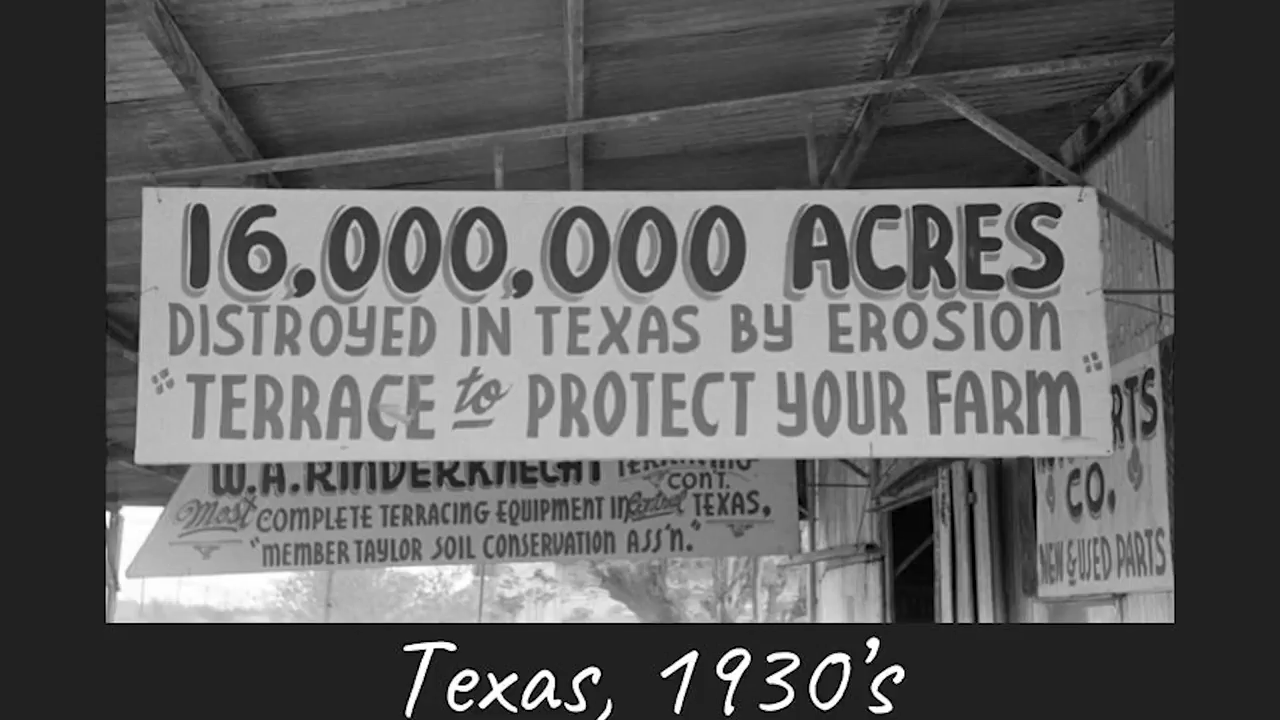 16,000,000 ACRES
DISTROYED IN TEXAS BY EROSION
"TERRACE to PROTECT YOUR FARM"
W.A. RINDERKNECHT TERRACING
CONT.
Most COMPLETE TERRACING EQUIPMENT IN Central TEXAS,
"MEMBER TAYLOR SOIL CONSERVATION ASS'N."
CO.
NEW & USED PARTS
Texas, 1930's